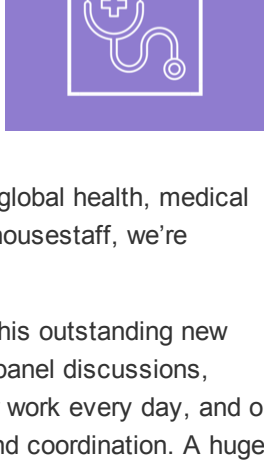 global health, medical
housestaff, we're
his outstanding new
panel discussions,
work every day, and o
nd coordination. A huge